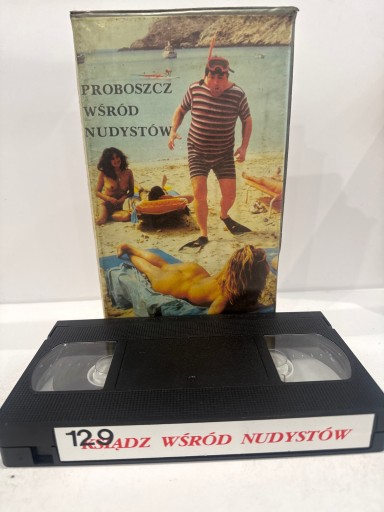 PROBOSZCZ
WŚRÓD
NUDYSTÓW
129
KSIĄDZ WŚRÓD NUDYSTÓW